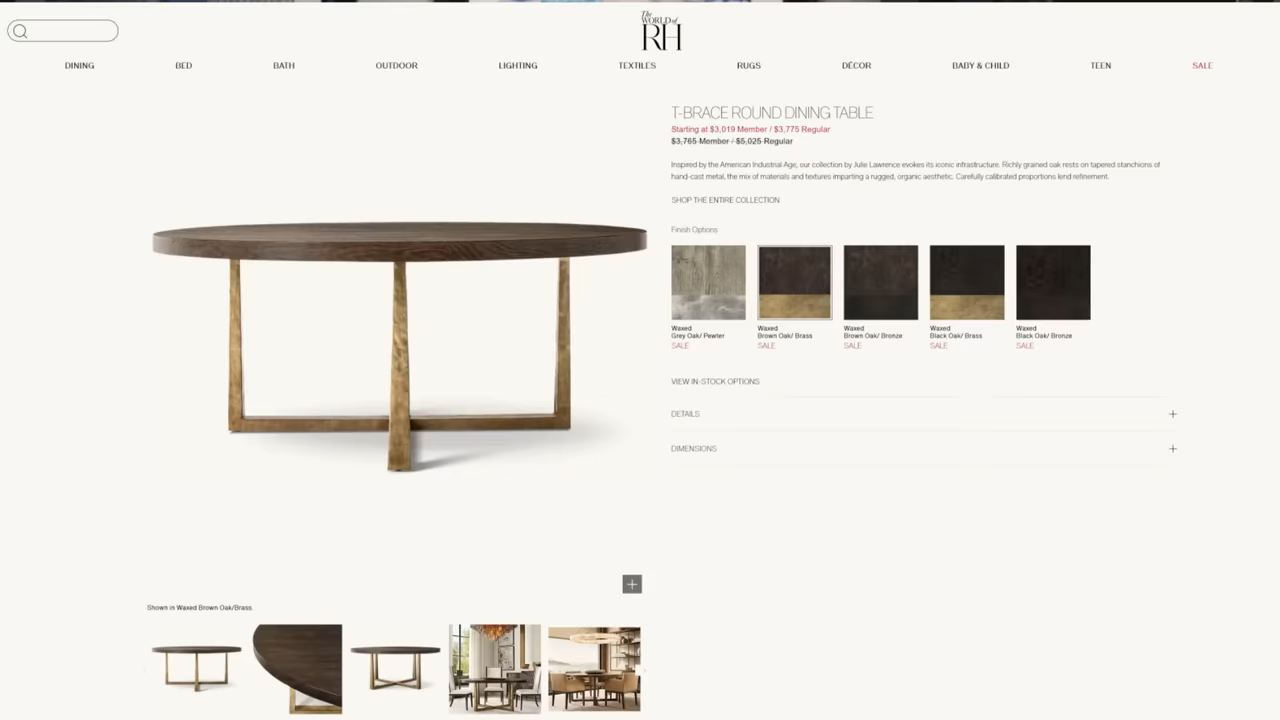 The
WORLD of
RH
DINING
BED
BATH
OUTDOOR
LIGHTING
TEXTILES
RUGS
DÉCOR
BABY & CHILD
TEEN
SALE
T-BRACE ROUND DINING TABLE
Starting at $3,019 Member / $3,775 Regular
$3,765 Member / $5,025 Regular
Inspired by the American Industrial Age, our collection by Julie Lawrence evokes its iconic infrastructure. Richly grained oak rests on tapered stanchions of
hand-cast metal, the mix of materials and textures imparting a rugged, organic aesthetic. Carefully calibrated proportions lend refinement.
SHOP THE ENTIRE COLLECTION
Finish Options
Waxed
Grey Oak/ Pewter
SALE
Waxed
Brown Oak/ Brass
SALE
Waxed
Brown Oak/ Bronze
SALE
Waxed
Black Oak/ Brass
SALE
Waxed
Black Oak/ Bronze
SALE
VIEW IN-STOCK OPTIONS
DETAILS
DIMENSIONS
Shown in Waxed Brown Oak/Brass.